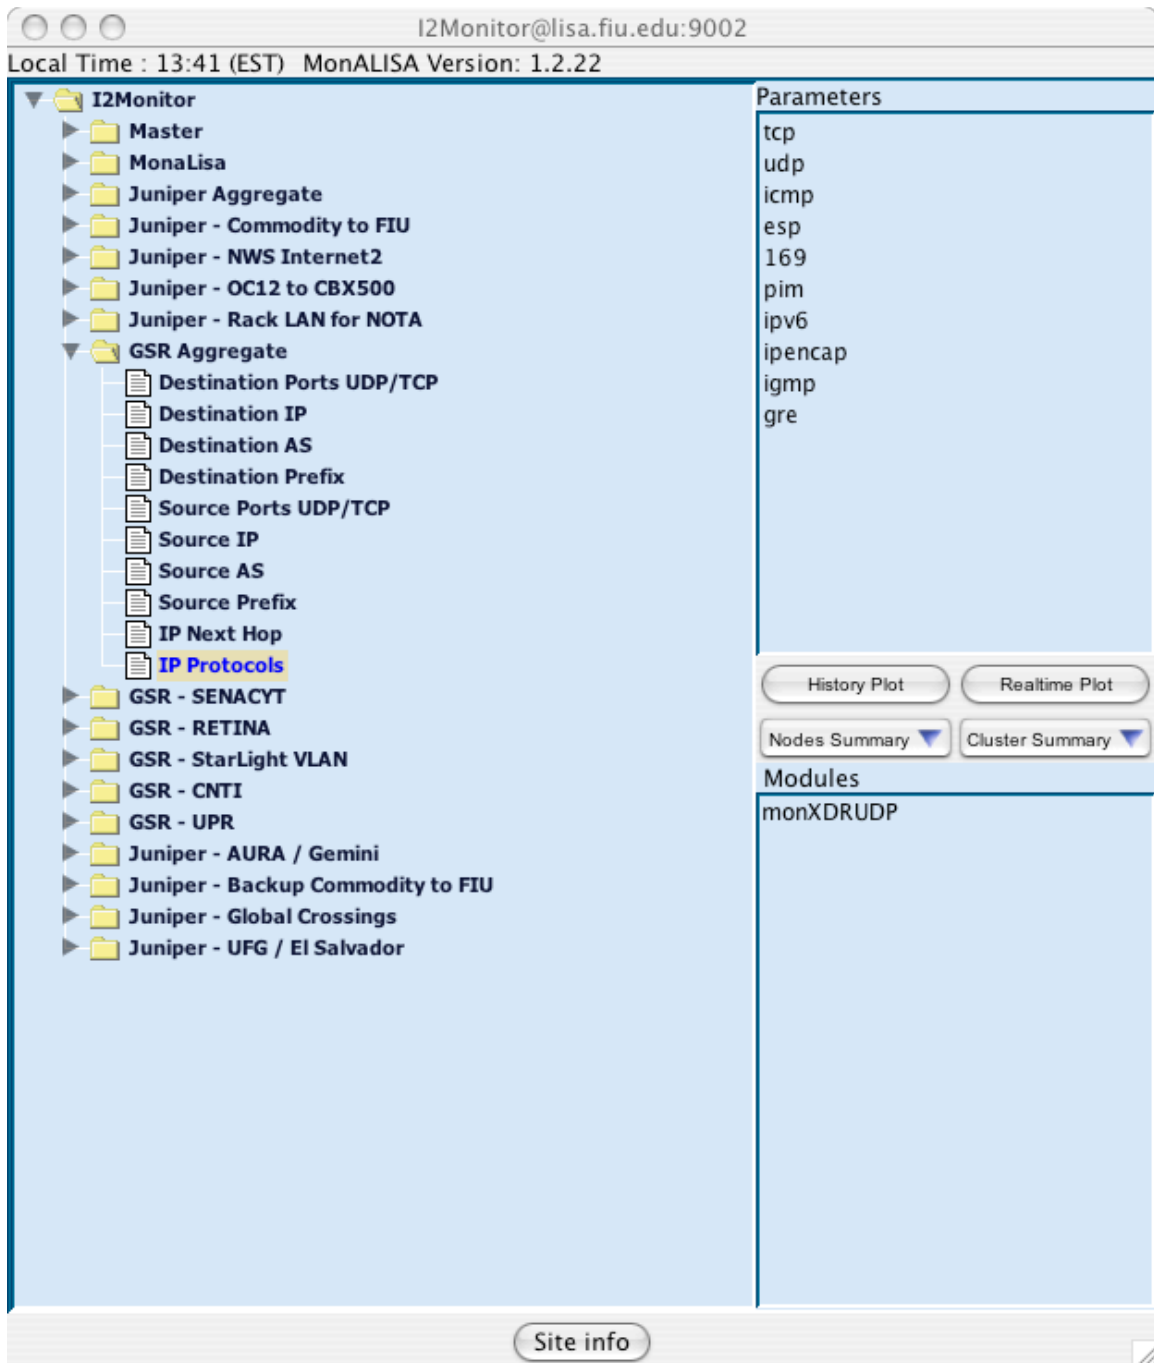 I2Monitor@lisa.fiu.edu:9002
Local Time : 13:41 (EST) MonALISA Version: 1.2.22
I2Monitor
Master
MonaLisa
Juniper Aggregate
Juniper - Commodity to FIU
Juniper - NWS Internet2
Juniper - OC12 to CBX500
Juniper - Rack LAN for NOTA
GSR Aggregate
Destination Ports UDP/TCP
Destination IP
Destination AS
Destination Prefix
Source Ports UDP/TCP
Source IP
Source AS
Source Prefix
IP Next Hop
IP Protocols
GSR - SENACYT
GSR - RETINA
GSR - StarLight VLAN
GSR - CNTI
GSR - UPR
Juniper - AURA / Gemini
Juniper - Backup Commodity to FIU
Juniper - Global Crossings
Juniper - UFG / El Salvador
Parameters
tcp
udp
icmp
esp
169
pim
ipv6
ipencap
igmp
gre
History Plot Realtime Plot
Nodes Summary Cluster Summary
Modules
monXDRUDP
Site info